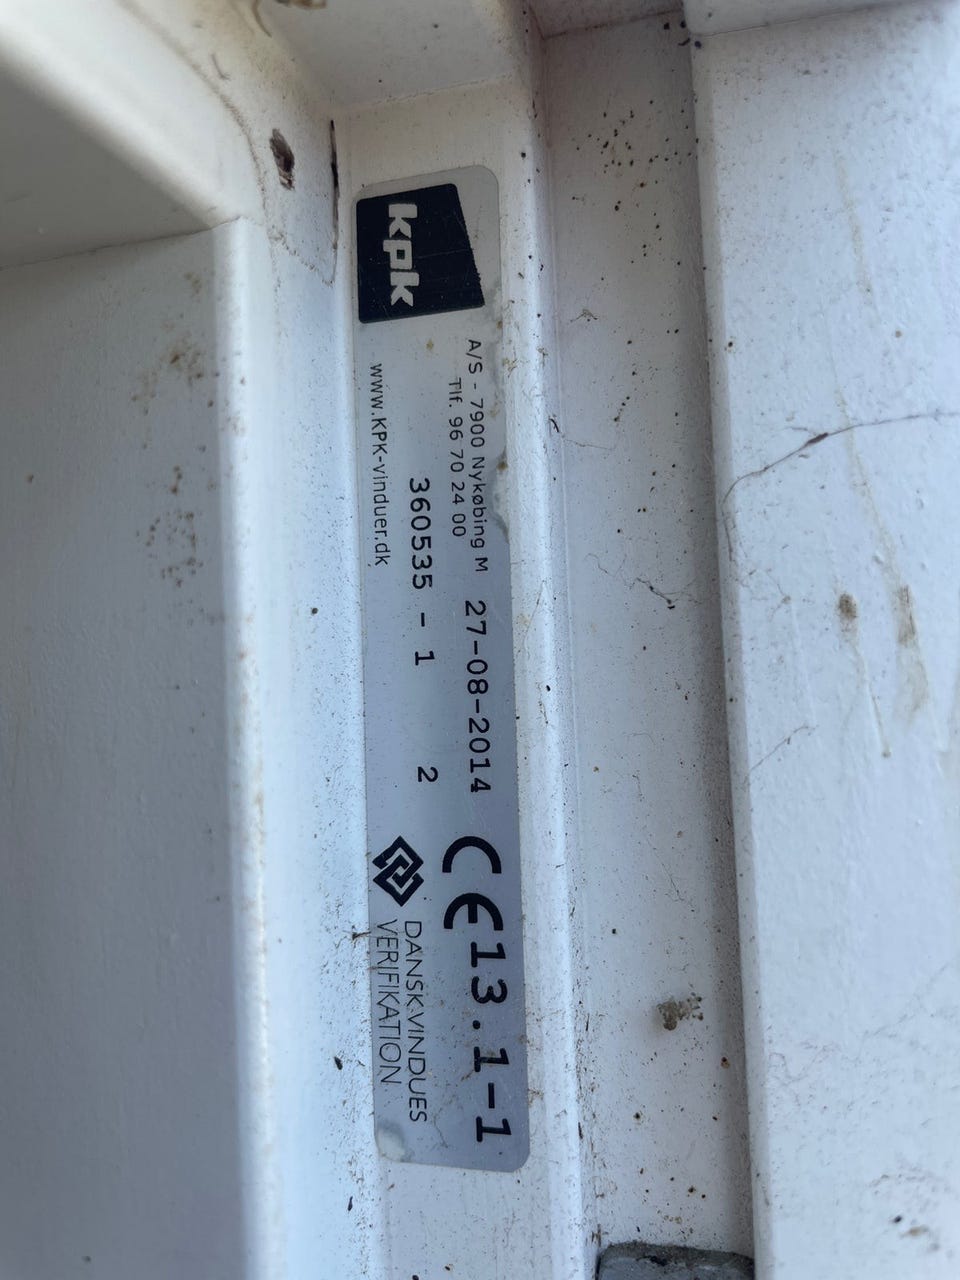 kpk
A/S - 7900 Nykøbing M
Tlf. 96 70 24 00
www.KPK-vinduer.dk
27-08-2014
360535 - 1 2
CE 13.1-1
DANSK VINDUES
VERIFIKATION